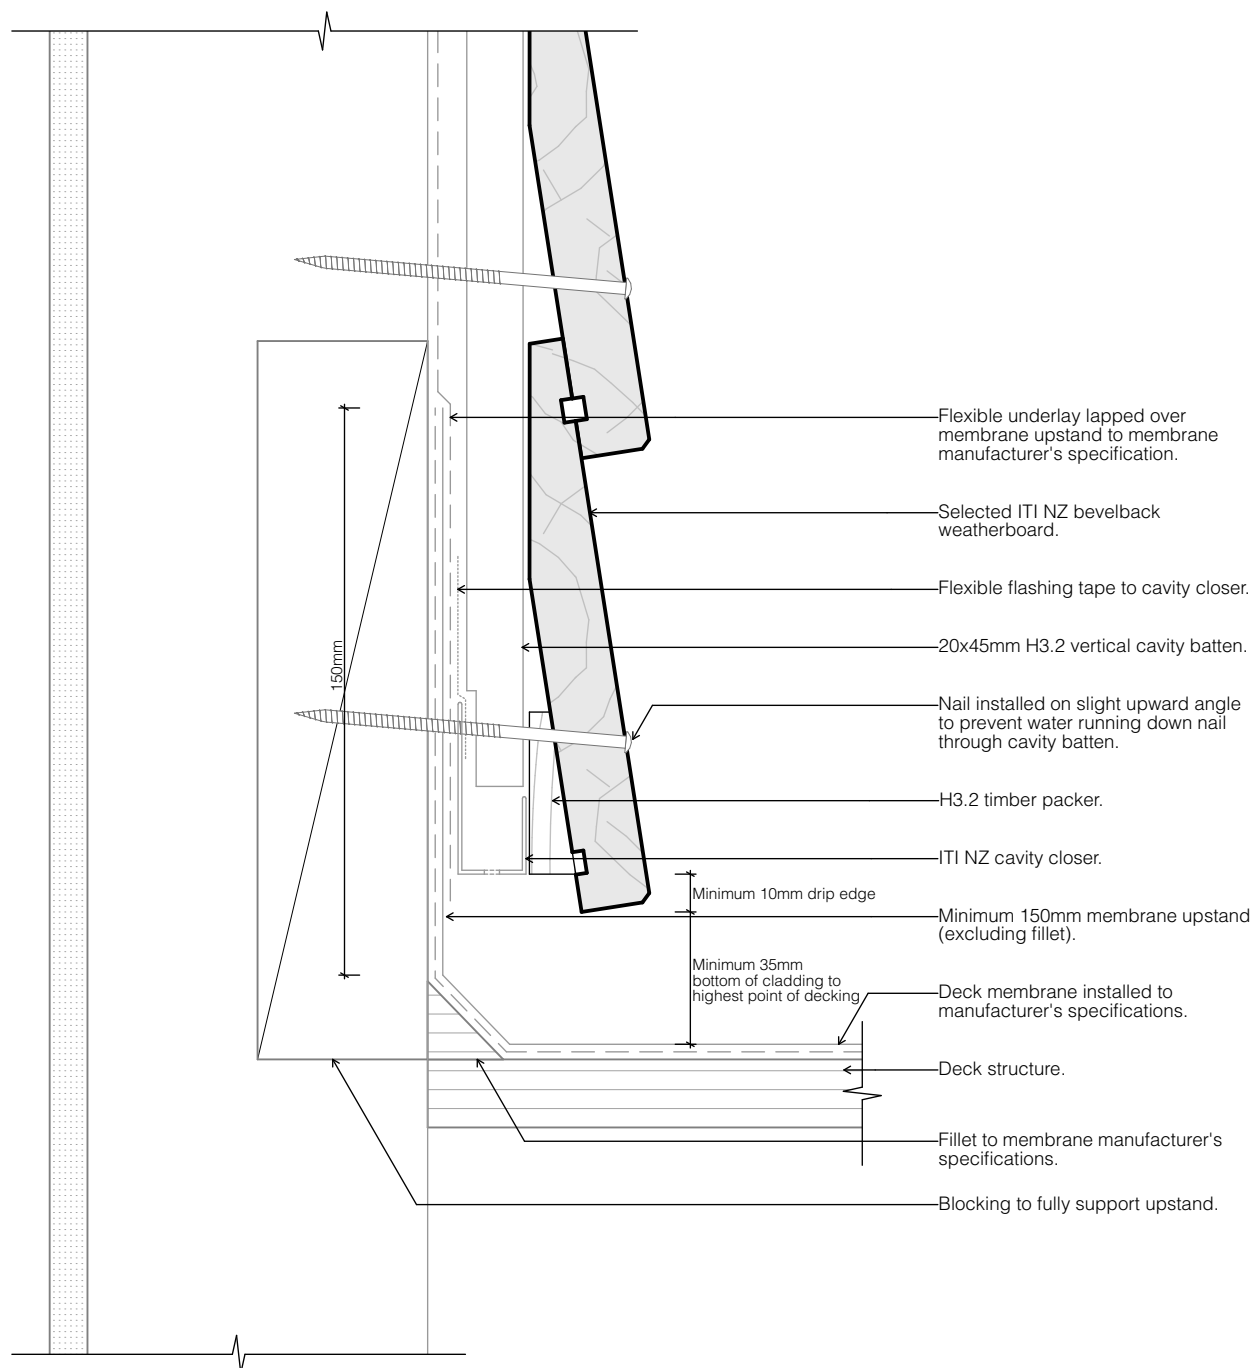 Flexible underlay lapped over
membrane upstand to membrane
manufacturer's specification.
Selected ITI NZ bevelback
weatherboard.
Flexible flashing tape to cavity closer.
150mm
20x45mm H3.2 vertical cavity batten.
Nail installed on slight upward angle
to prevent water running down nail
through cavity batten.
H3.2 timber packer.
ITI NZ cavity closer.
Minimum 10mm drip edge
Minimum 150mm membrane upstand
(excluding fillet).
Minimum 35mm
bottom of cladding to
highest point of decking
Deck membrane installed to
manufacturer's specifications.
Deck structure.
Fillet to membrane manufacturer's
specifications.
Blocking to fully support upstand.